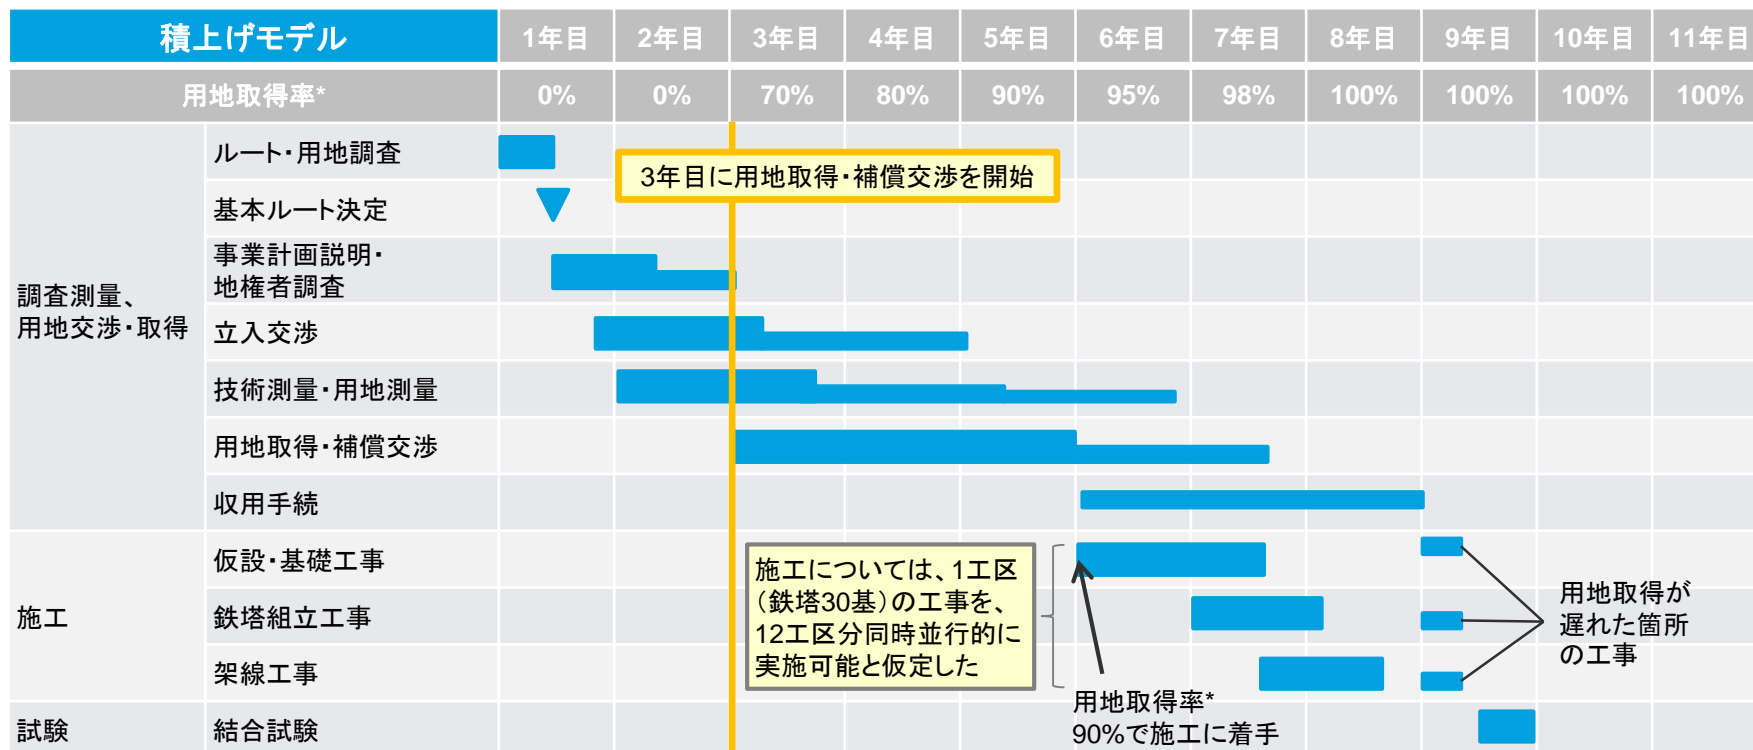 積上げモデル 1年目 2年目 3年目 4年目 5年目 6年目 7年目 8年目 9年目 10年目 11年目
用地取得率* 0% 0% 70% 80% 90% 95% 98% 100% 100% 100% 100%
調査測量、
用地交渉・取得
ルート・用地調査
3年目に用地取得・補償交渉を開始
基本ルート決定
事業計画説明・
地権者調査
立入交渉
技術測量・用地測量
用地取得・補償交渉
収用手続
施工
仮設・基礎工事
鉄塔組立工事
架線工事
施工については、1工区
（鉄塔30基）の工事を、
12工区分同時並行的に
実施可能と仮定した
用地取得率*
90%で施工に着手
用地取得が
遅れた箇所
の工事
試験
結合試験